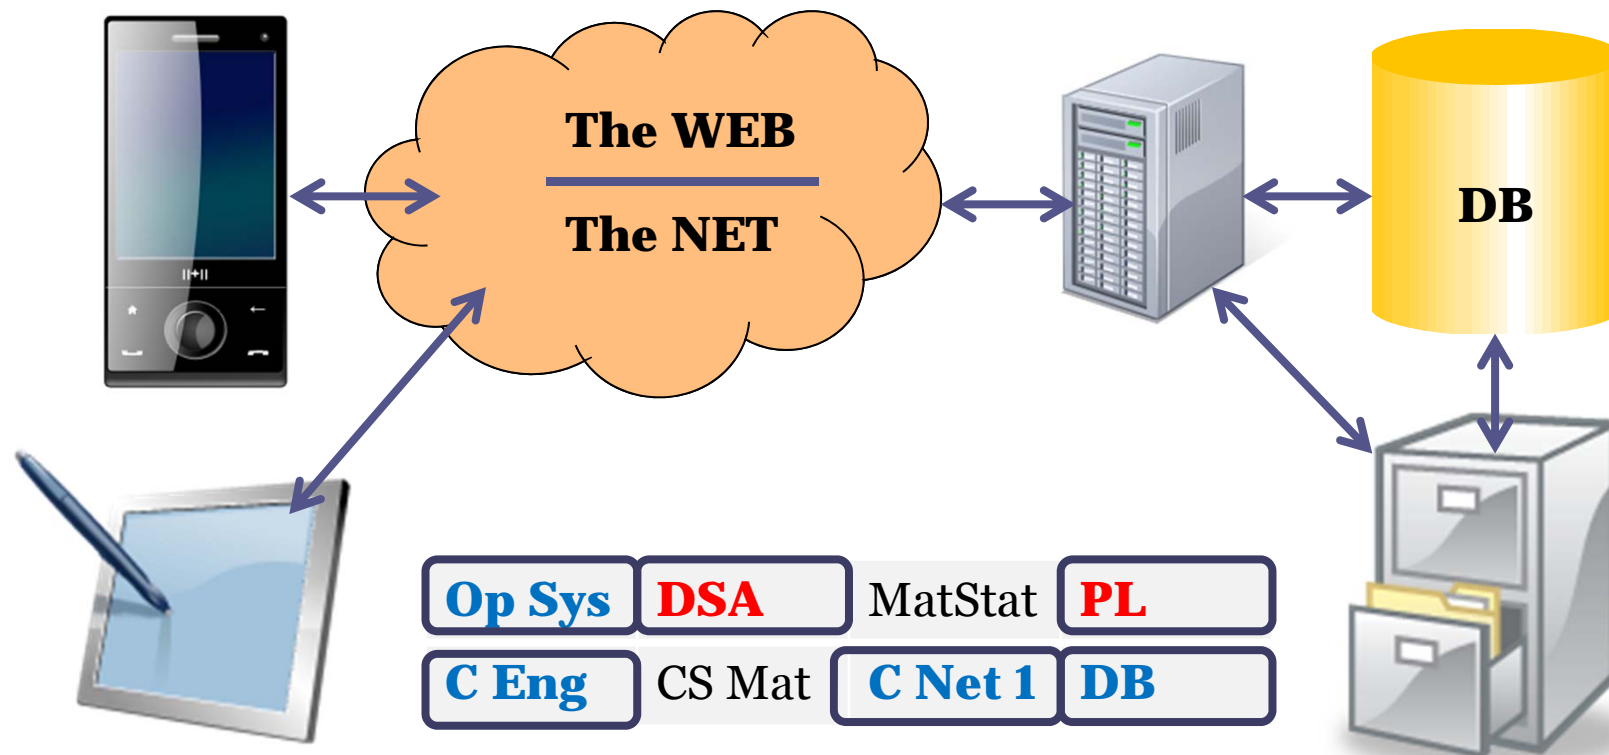 The WEB
The NET
DB
Op Sys DSA MatStat PL
C Eng CS Mat C Net 1 DB